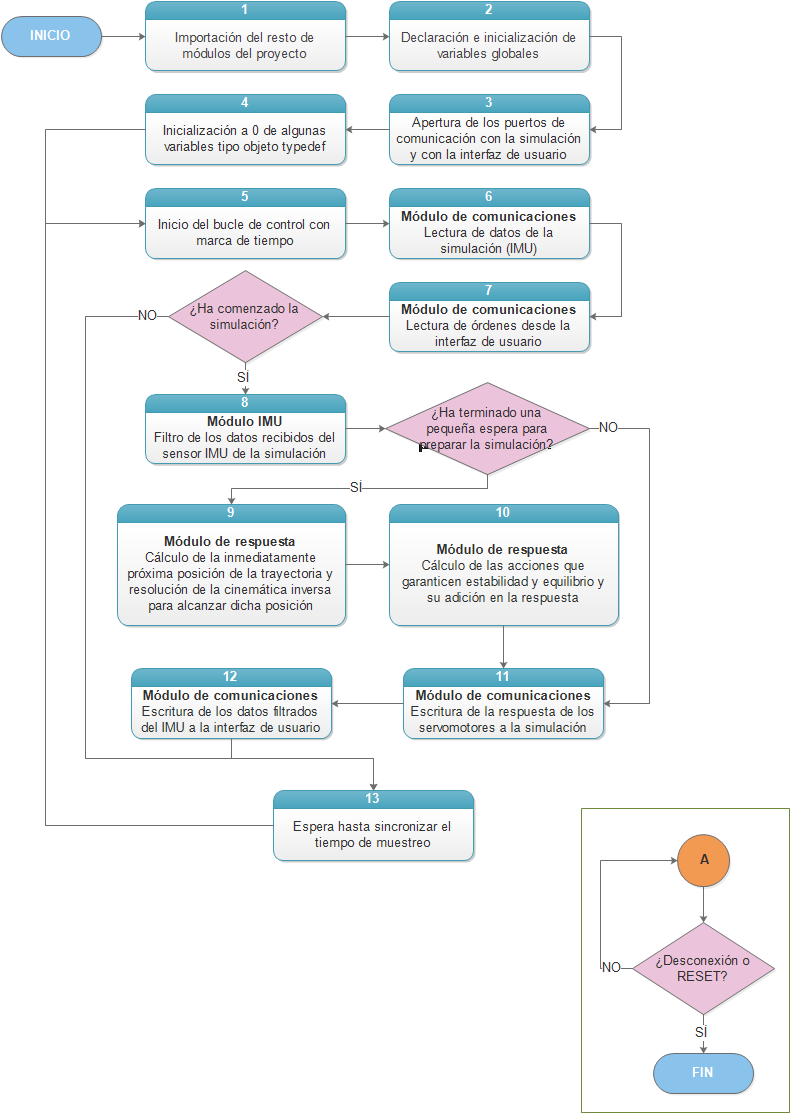 INICIO
1
Importación del resto de
módulos del proyecto
2
Declaración e inicialización de
variables globales
4
Inicialización a 0 de algunas
variables tipo objeto typedef
3
Apertura de los puertos de
comunicación con la simulación
y con la interfaz de usuario
5
Inicio del bucle de control con
marca de tiempo
6
Módulo de comunicaciones
Lectura de datos de la
simulación (IMU)
7
Módulo de comunicaciones
Lectura de órdenes desde la
interfaz de usuario
¿Ha comenzado la
simulación?
NO
SÍ
8
Módulo IMU
Filtro de los datos recibidos del
sensor IMU de la simulación
¿Ha terminado una
pequeña espera para
preparar la simulación?
NO
SÍ
9
Módulo de respuesta
Cálculo de la inmediatamente
próxima posición de la trayectoria y
resolución de la cinemática inversa
para alcanzar dicha posición
10
Módulo de respuesta
Cálculo de las acciones que
garanticen estabilidad y equilibrio y
su adición en la respuesta
12
Módulo de comunicaciones
Escritura de los datos filtrados
del IMU a la interfaz de usuario
11
Módulo de comunicaciones
Escritura de la respuesta de los
servomotores a la simulación
13
Espera hasta sincronizar el
tiempo de muestreo
A
¿Desconexión o
RESET?
NO
SÍ
FIN